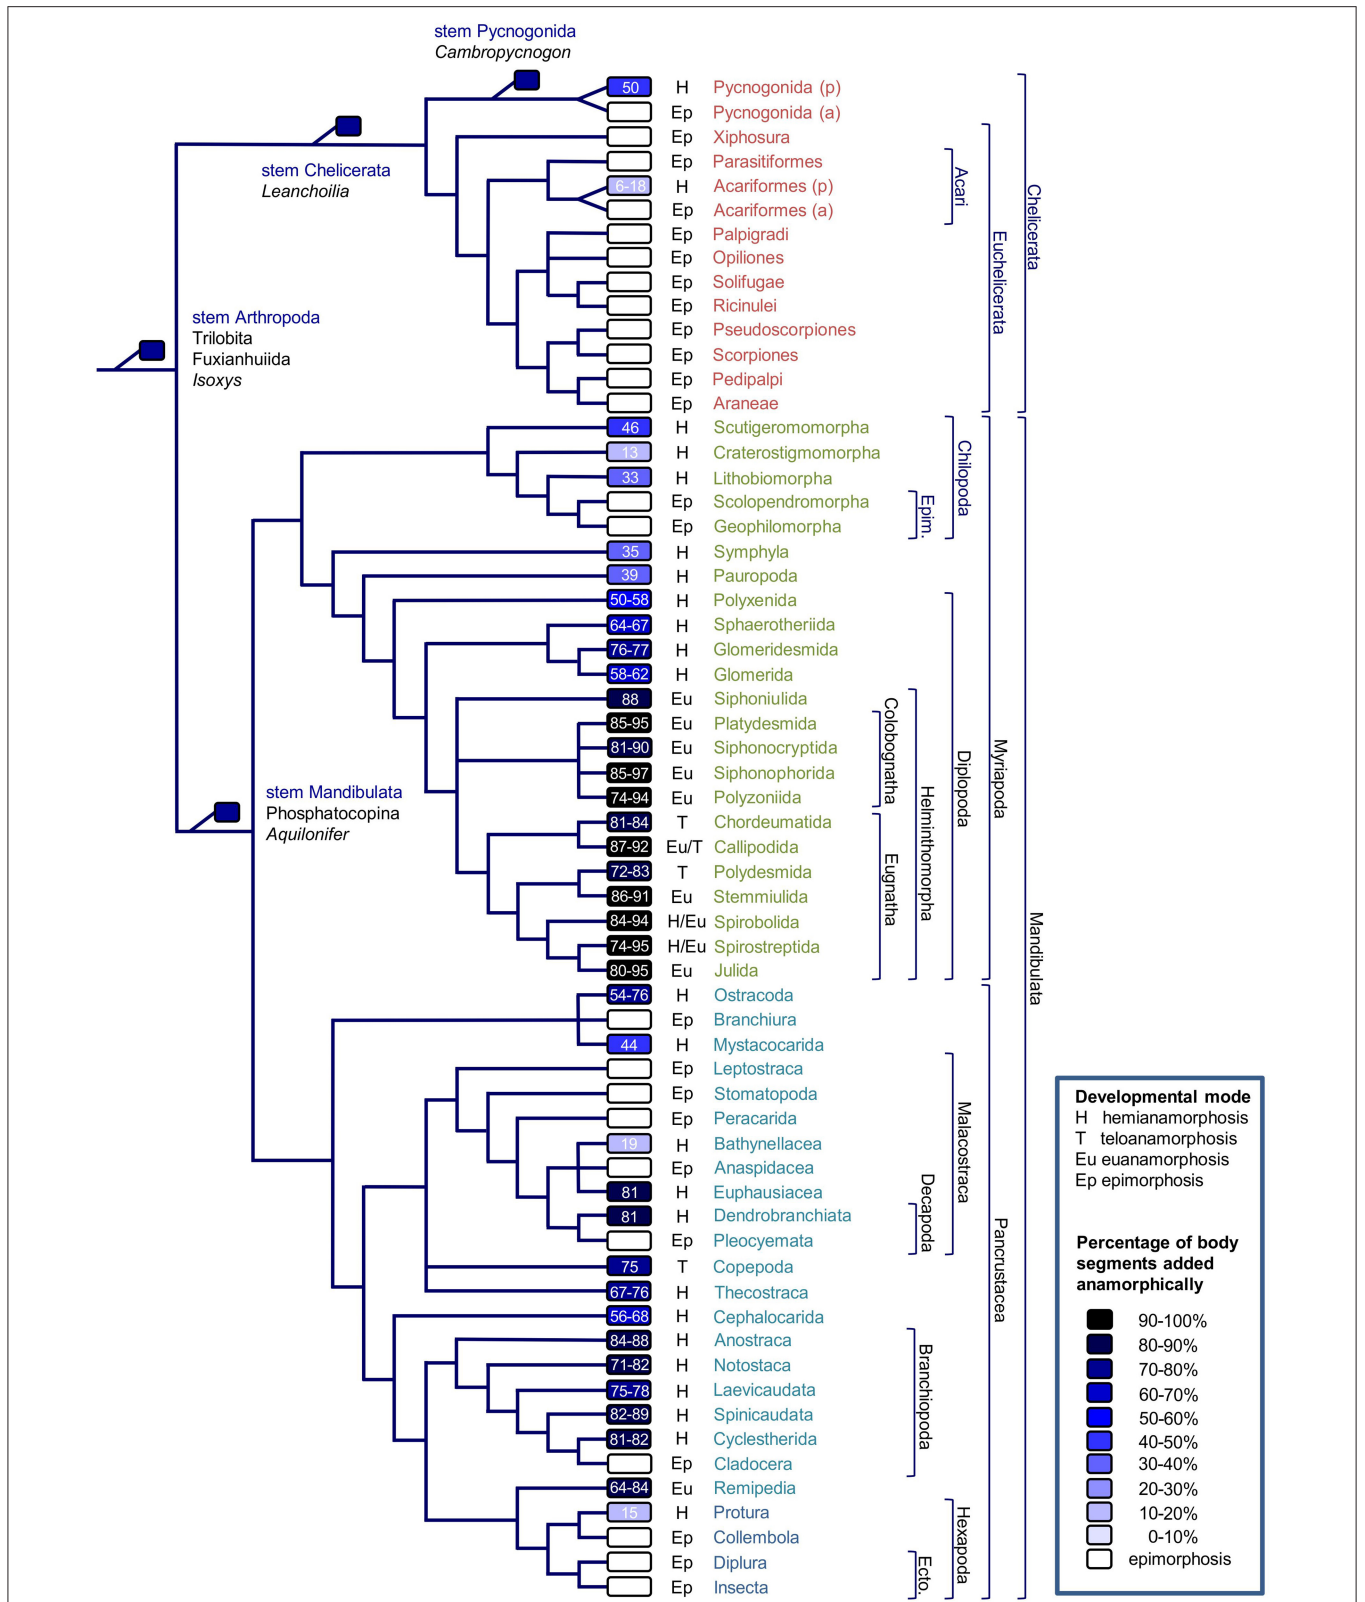 stem Pycnogonida
Cambropycnogon
50 H Pycnogonida (p)
Ep Pycnogonida (a)
Ep Xiphosura
Ep Parasitiformes
6-18 H Acariformes (p)
Ep Acariformes (a)
Ep Palpigradi
Ep Opiliones
Ep Solifugae
Ep Ricinulei
Ep Pseudoscorpiones
Ep Scorpiones
Ep Pedipalpi
Ep Araneae
Acari
Euchelicerata
Chelicerata
stem Chelicerata
Leanchoilia
stem Arthropoda
Trilobita
Fuxianhuiida
Isoxys
46 H Scutigeromomorpha
13 H Craterostigmomorpha
33 H Lithobiomorpha
Ep Scolopendromorpha
Ep Geophilomorpha
Epim.
Chilopoda
35 H Symphyla
39 H Pauropoda
50-58 H Polyxenida
64-67 H Sphaerotheriida
76-77 H Glomeridesmida
58-62 H Glomerida
88 Eu Siphoniulida
85-95 Eu Platydesmida
81-90 Eu Siphonocryptida
85-97 Eu Siphonophorida
74-94 Eu Polyzoniida
81-84 T Chordeumatida
87-92 Eu/T Callipodida
72-83 T Polydesmida
86-91 Eu Stemmiulida
84-94 H/Eu Spirobolida
74-95 H/Eu Spirostreptida
80-95 Eu Julida
Colobognatha
Eugnatha
Helminthomorpha
Diplopoda
Myriapoda
Mandibulata
stem Mandibulata
Phosphatocopina
Aquilonifer
54-76 H Ostracoda
Ep Branchiura
44 H Mystacocarida
Ep Leptostraca
Ep Stomatopoda
Ep Peracarida
19 H Bathynellacea
Ep Anaspidacea
81 H Euphausiacea
81 H Dendrobranchiata
Ep Pleocyemata
Decapoda
Malacostraca
75 T Copepoda
67-76 H Thecostraca
56-68 H Cephalocarida
84-88 H Anostraca
71-82 H Notostaca
75-78 H Laevicaudata
82-89 H Spinicaudata
81-82 H Cyclestherida
Ep Cladocera
Branchiopoda
64-84 Eu Remipedia
15 H Protura
Ep Collembola
Ep Diplura
Ep Insecta
Ecto.
Hexapoda
Pancrustacea
Developmental mode
H hemianamorphosis
T teloanamorphosis
Eu euanamorphosis
Ep epimorphosis
Percentage of body
segments added
anamorphically
90-100%
80-90%
70-80%
60-70%
50-60%
40-50%
30-40%
20-30%
10-20%
0-10%
epimorphosis